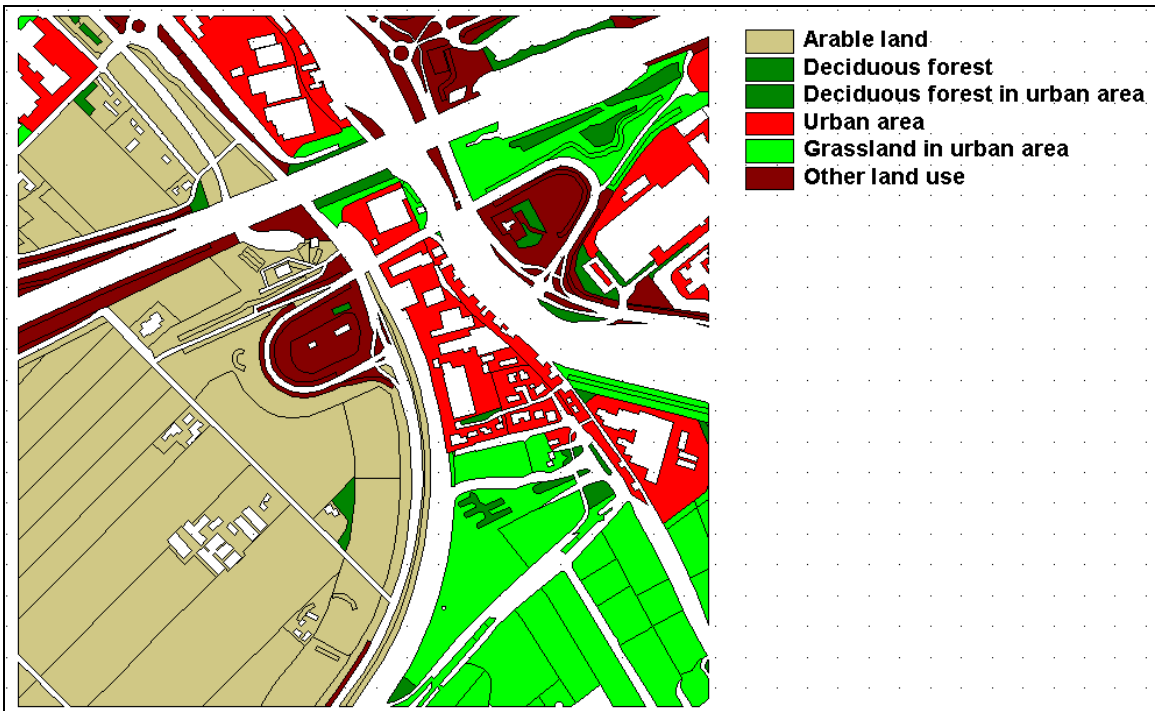 Arable land
Deciduous forest
Deciduous forest in urban area
Urban area
Grassland in urban area
Other land use